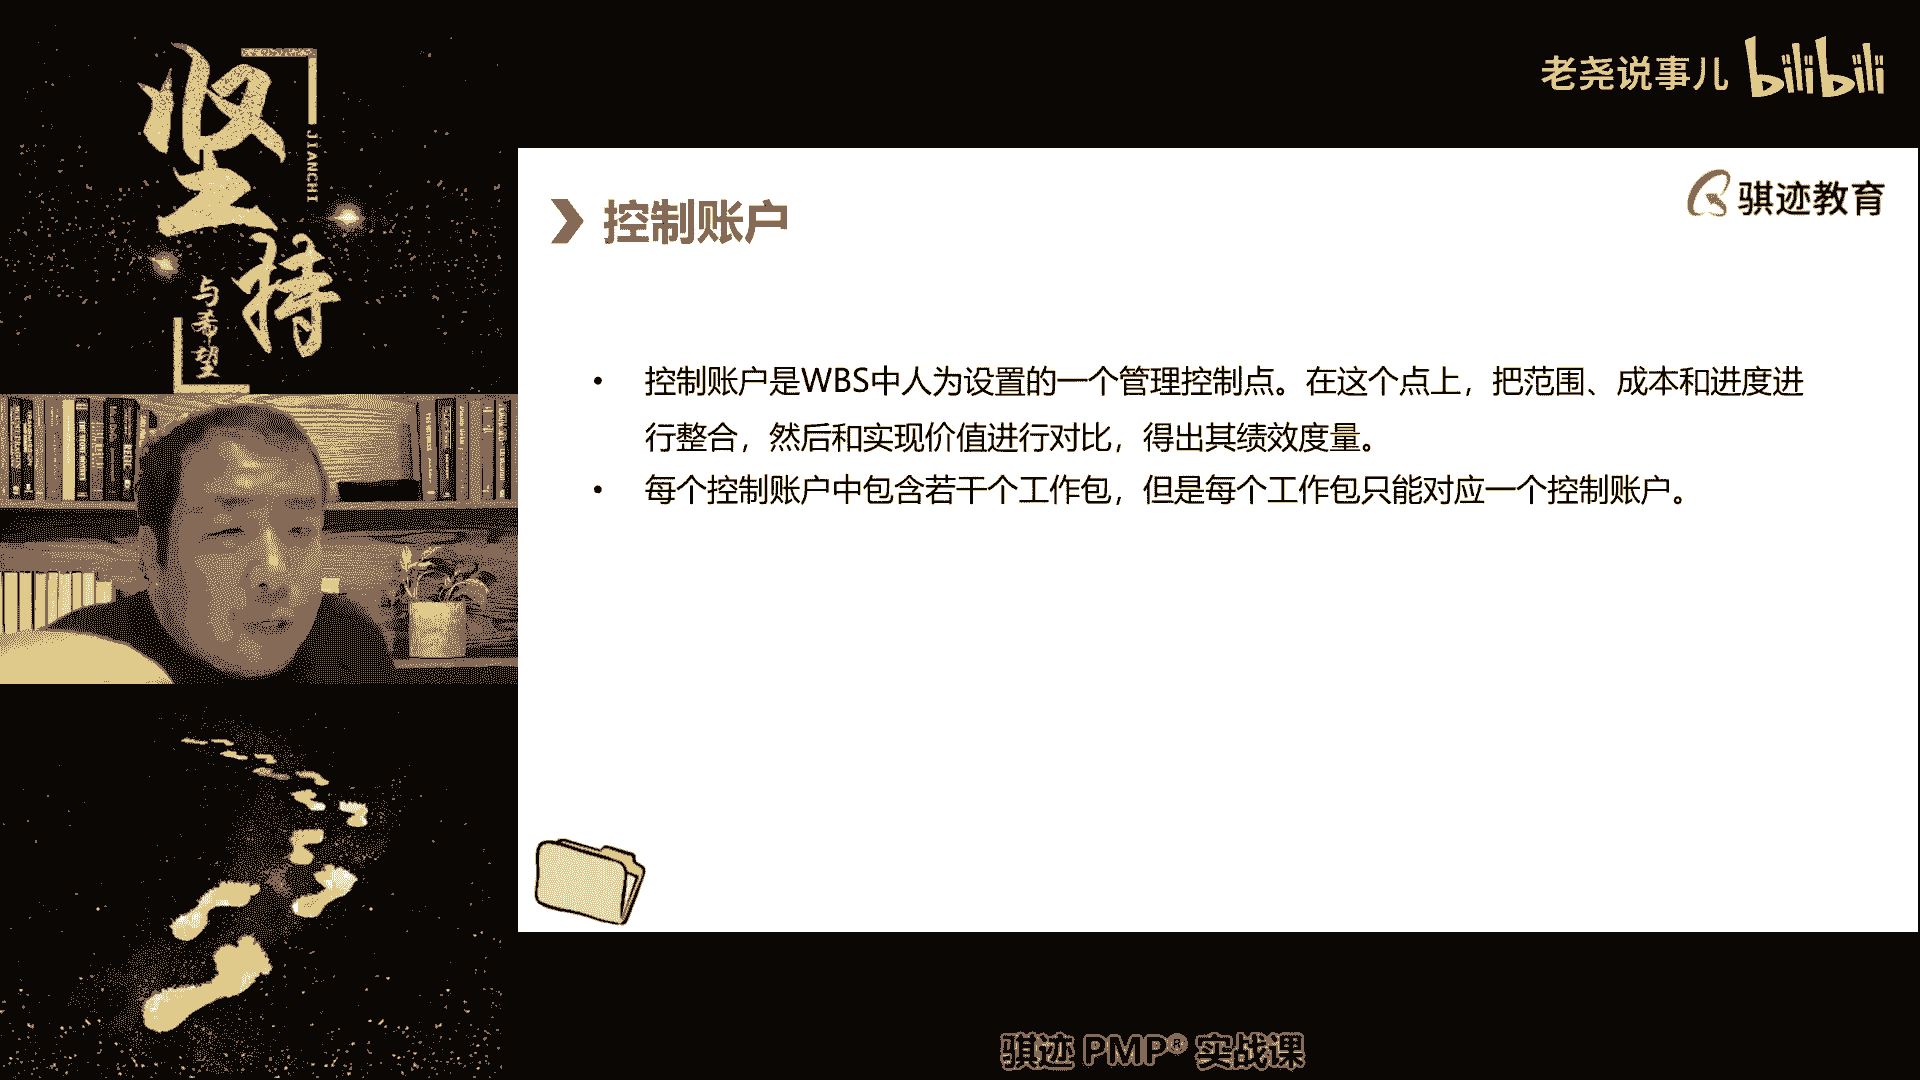 坚持
JIANCHI
与希望
老尧说事儿 bilibili
骐迹教育
控制账户
• 控制账户是WBS中人为设置的一个管理控制点。在这个点上，把范围、成本和进度进
行整合，然后和实现价值进行对比，得出其绩效度量。
• 每个控制账户中包含若干个工作包，但是每个工作包只能对应一个控制账户。
骐迹 PMP® 实战课